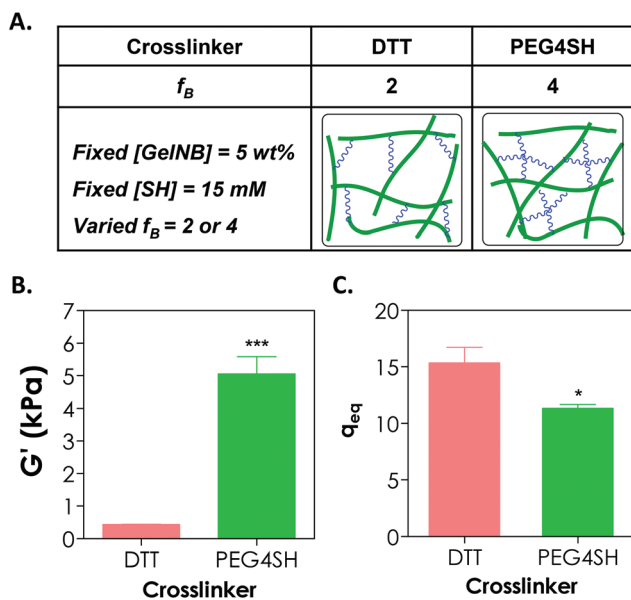 A.
Crosslinker DTT PEG4SH
f_B 2 4
Fixed [GelNB] = 5 wt%
Fixed [SH] = 15 mM
Varied f_B = 2 or 4
B.
G' (kPa)
7
6
5
4
3
2
1
0
***
DTT PEG4SH
Crosslinker
C.
q_eq
20
15
10
5
0
*
DTT PEG4SH
Crosslinker